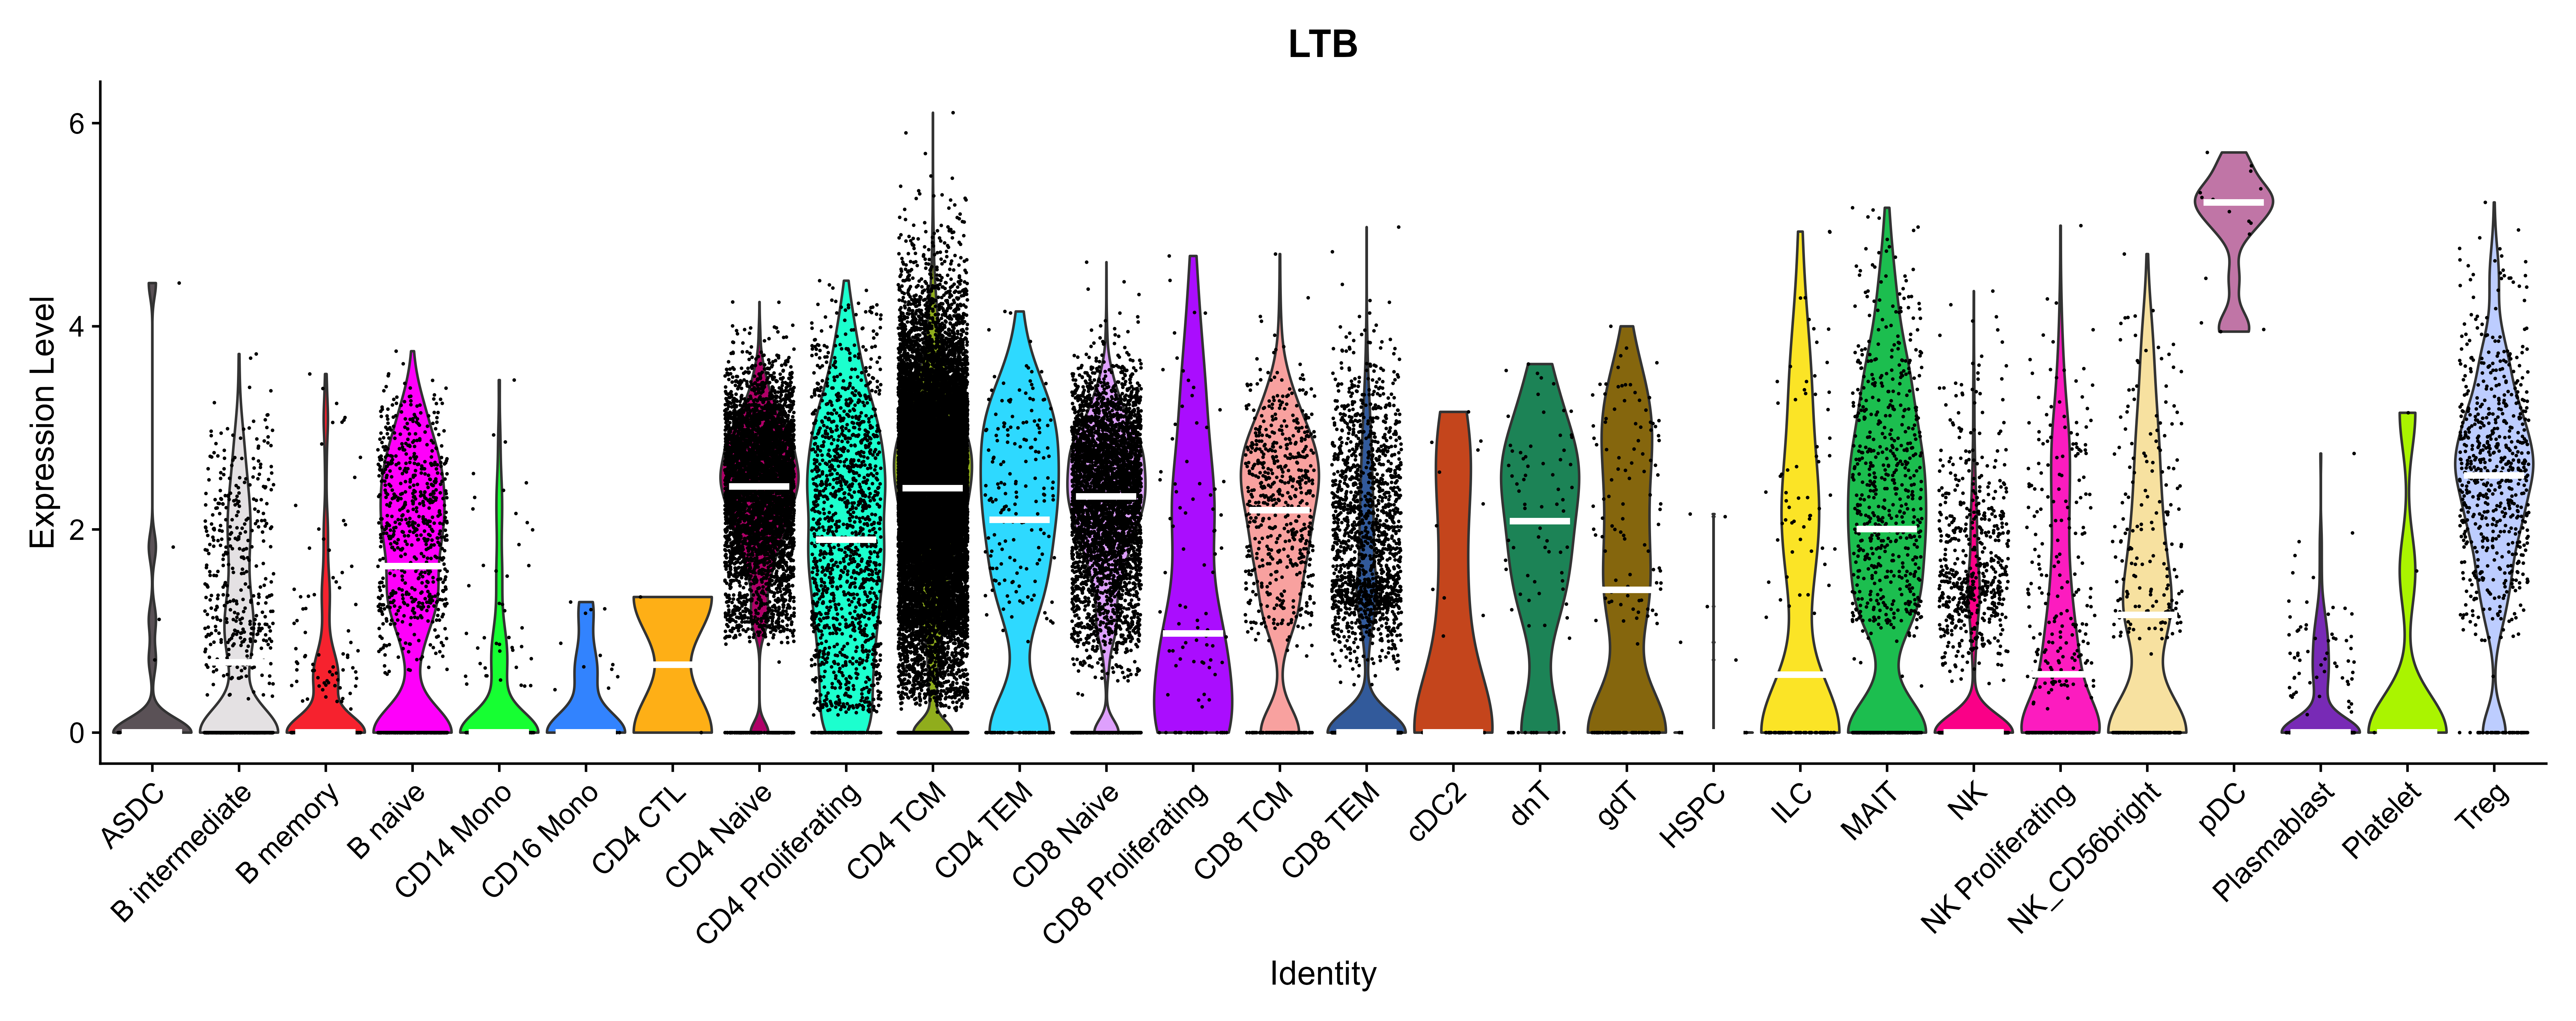 LTB
Expression Level
6
4
2
0
ASDC
B intermediate
B memory
B naive
CD14 Mono
CD16 Mono
CD4 CTL
CD4 Naive
CD4 Proliferating
CD4 TCM
CD4 TEM
CD8 Naive
CD8 Proliferating
CD8 TCM
CD8 TEM
cDC2
dnT
gdT
HSPC
ILC
MAIT
NK
NK Proliferating
NK_CD56bright
pDC
Plasmablast
Platelet
Treg
Identity